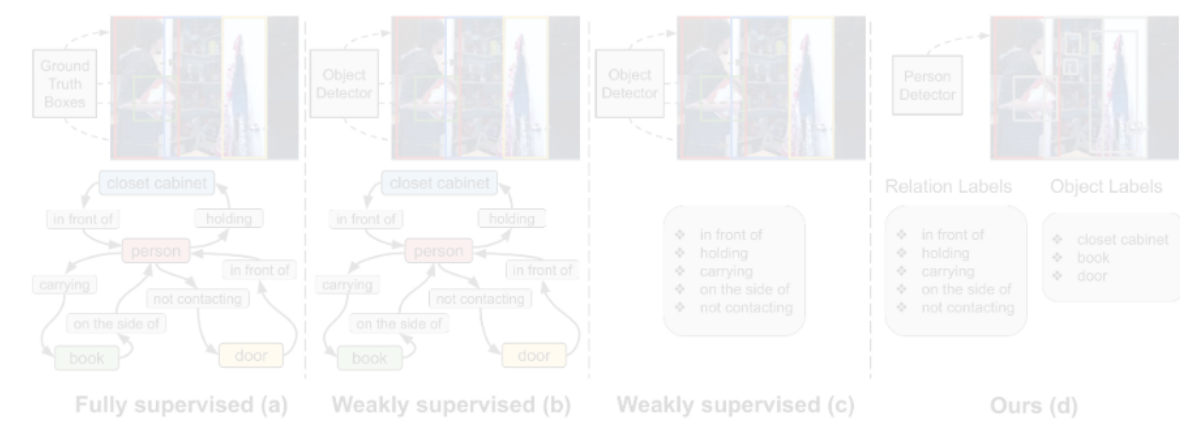 Ground
Truth
Boxes
closet cabinet
in front of
holding
person
in front of
carrying
not contacting
on the side of
book
door
Fully supervised (a)
Object
Detector
closet cabinet
in front of
holding
person
in front of
carrying
not contacting
on the side of
book
door
Weakly supervised (b)
Object
Detector
❖ in front of
❖ holding
❖ carrying
❖ on the side of
❖ not contacting
Weakly supervised (c)
Person
Detector
Relation Labels
❖ in front of
❖ holding
❖ carrying
❖ on the side of
❖ not contacting
Object Labels
❖ closet cabinet
❖ book
❖ door
Ours (d)